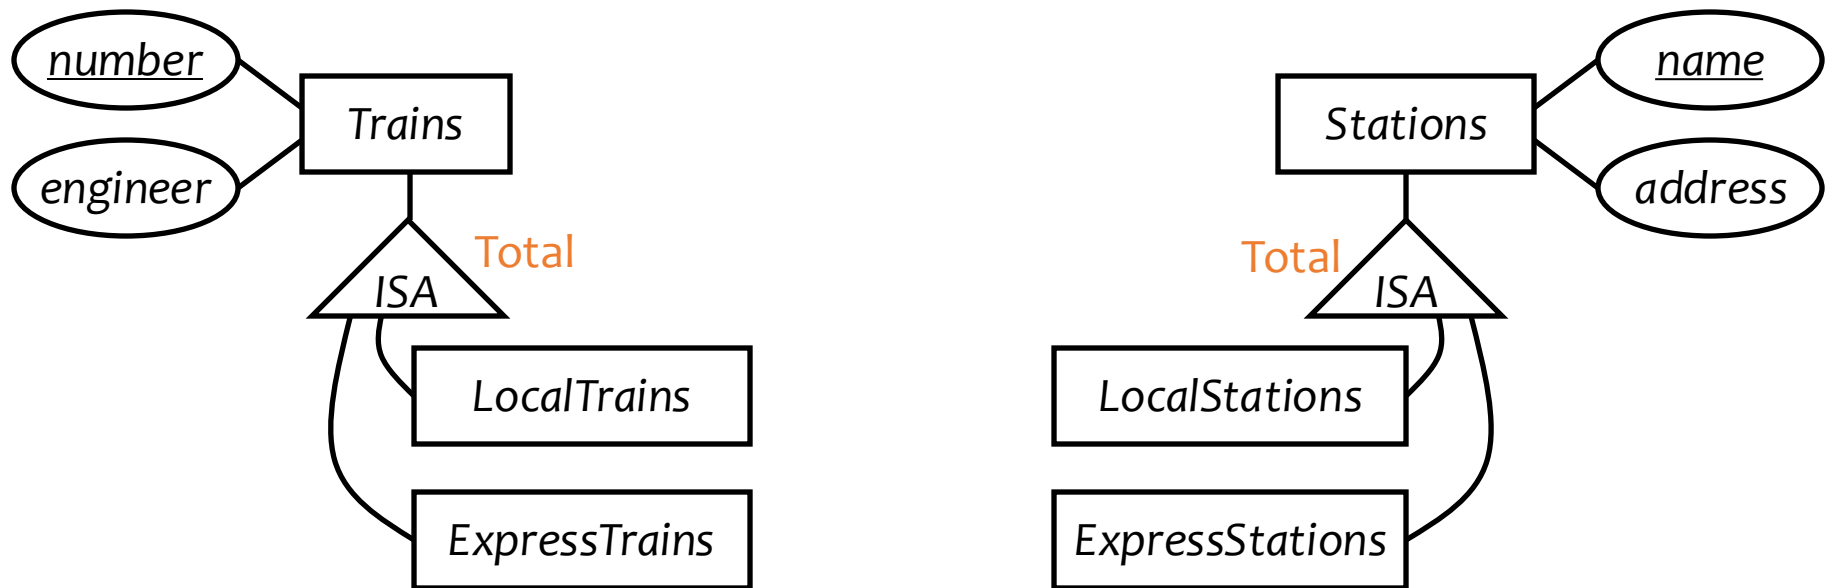 number
Trains
engineer
Total
ISA
LocalTrains
ExpressTrains
name
Stations
address
Total
ISA
LocalStations
ExpressStations